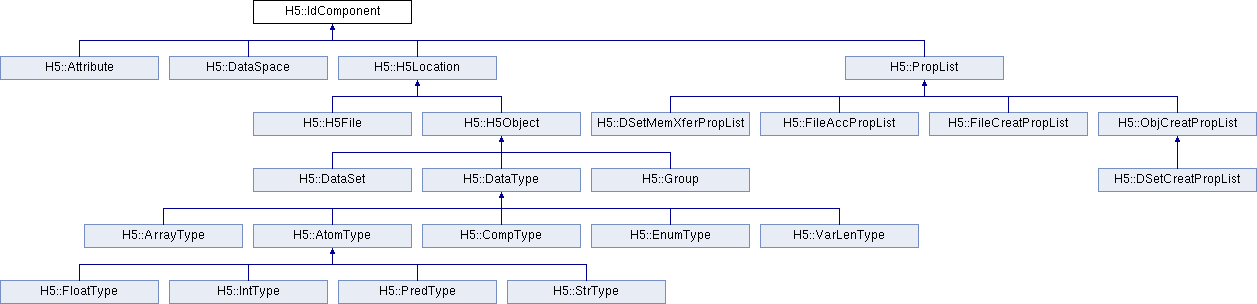 H5::IdComponent
H5::Attribute
H5::DataSpace
H5::H5Location
H5::PropList
H5::H5File
H5::H5Object
H5::DSetMemXferPropList
H5::FileAccPropList
H5::FileCreatPropList
H5::ObjCreatPropList
H5::DataSet
H5::DataType
H5::Group
H5::DSetCreatPropList
H5::ArrayType
H5::AtomType
H5::CompType
H5::EnumType
H5::VarLenType
H5::FloatType
H5::IntType
H5::PredType
H5::StrType